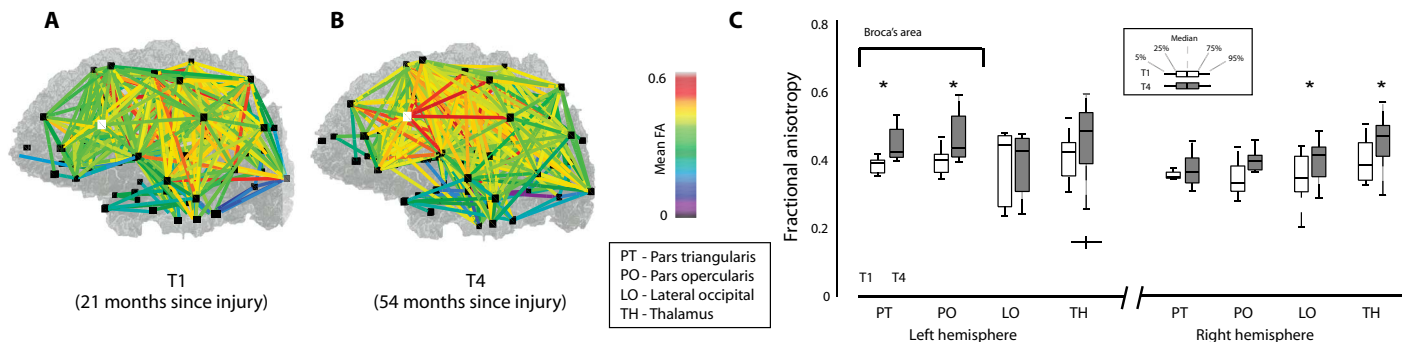 A
T1
(21 months since injury)
B
T4
(54 months since injury)
0.6
Mean FA
0
PT - Pars triangularis
PO - Pars opercularis
LO - Lateral occipital
TH - Thalamus
C
Fractional anisotropy
0.8
0.6
0.4
0.2
0
Broca's area
* * * *
Median
25% 75%
5% 95%
T1
T4
T1 T4
PT PO LO TH PT PO LO TH
Left hemisphere Right hemisphere